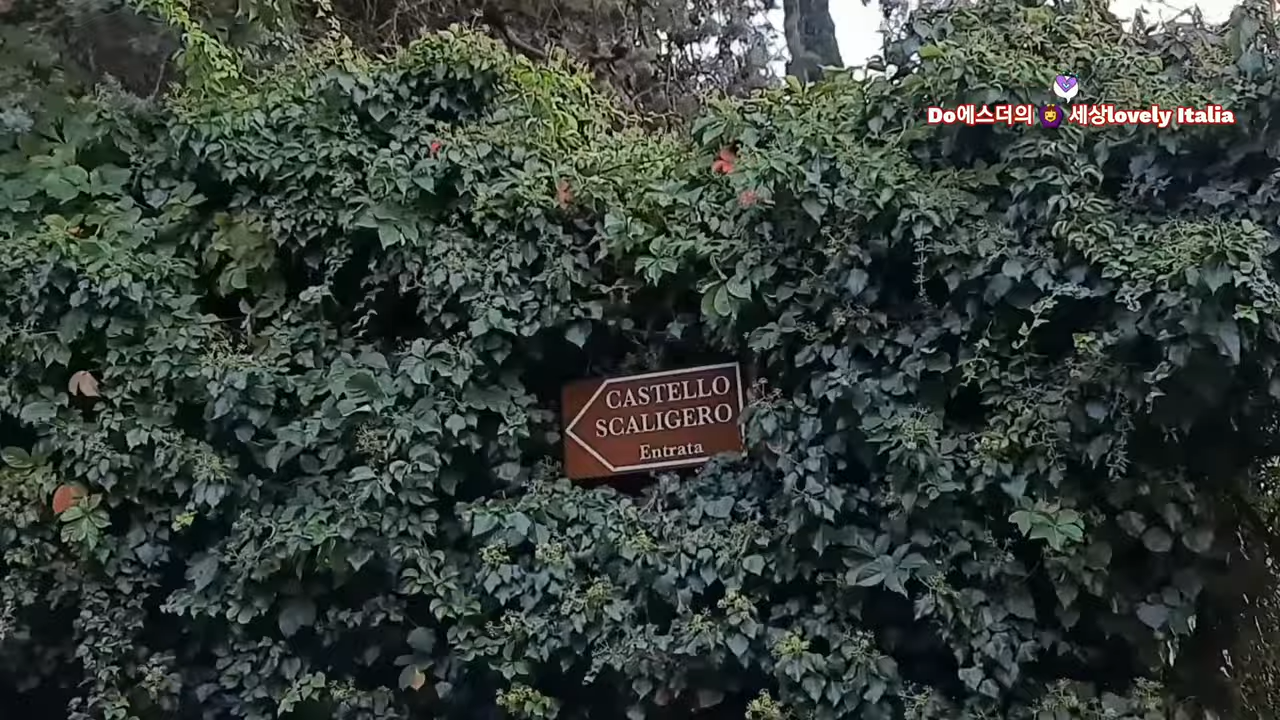 Do에스더의 🙆‍♀️ 세상lovely Italia
CASTELLO
SCALIGERO
Entrata